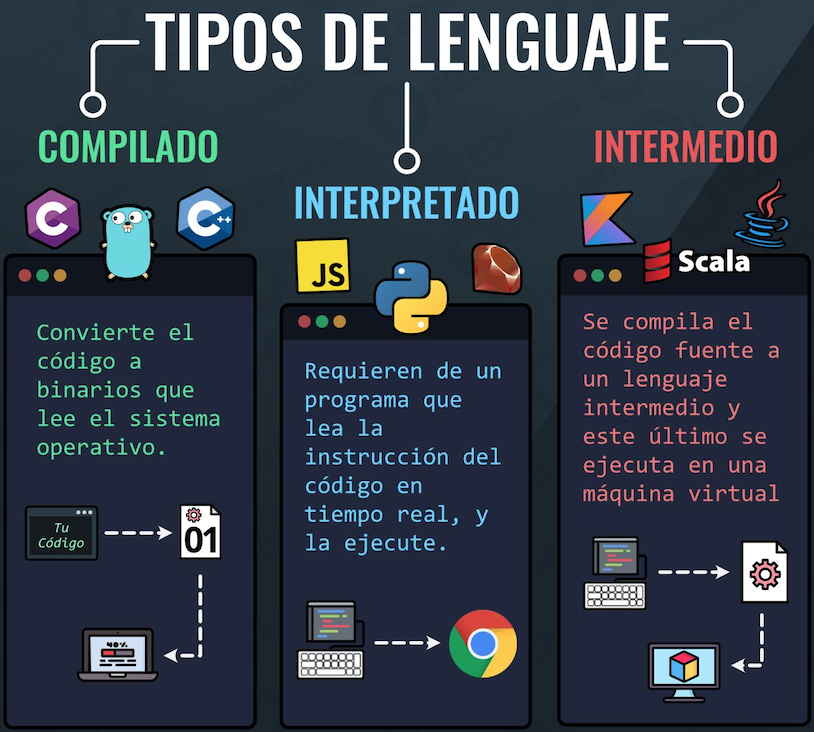 TIPOS DE LENGUAJE
COMPILADO
C
C++
Convierte el
código a
binarios que
lee el sistema
operativo.
Tu
Código
01
40%
INTERPRETADO
JS
Requieren de un
programa que
lea la
instrucción del
código en
tiempo real, y
la ejecute.
INTERMEDIO
Scala
Se compila el
código fuente a
un lenguaje
intermedio y
este último se
ejecuta en una
máquina virtual